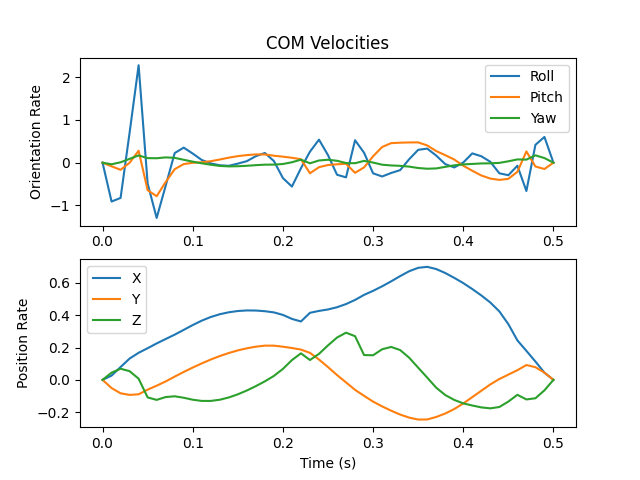 COM Velocities
Orientation Rate
2
1
0
−1
Roll
Pitch
Yaw
0.0 0.1 0.2 0.3 0.4 0.5
Position Rate
0.6
0.4
0.2
0.0
−0.2
X
Y
Z
0.0 0.1 0.2 0.3 0.4 0.5
Time (s)